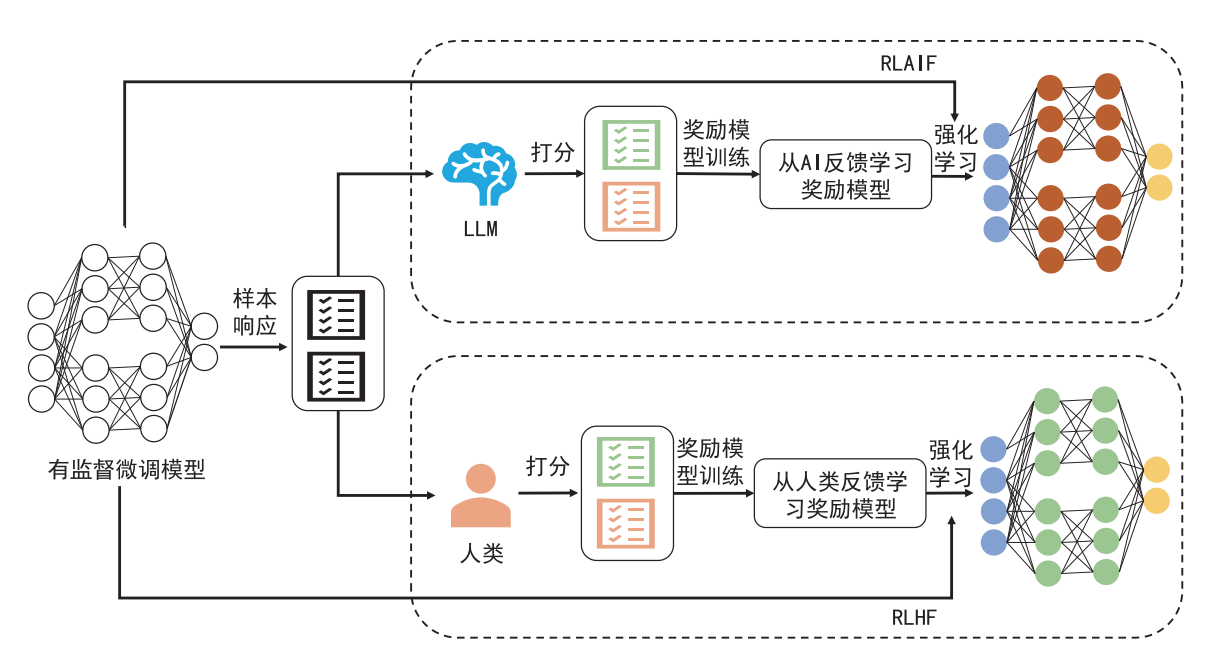 RLAIF
打分
奖励模
型训练
强化
学习
从AI反馈学习
奖励模型
LLM
样本
响应
有监督微调模型
打分
奖励模
型训练
强化
学习
从人类反馈学
习奖励模型
人类
RLHF